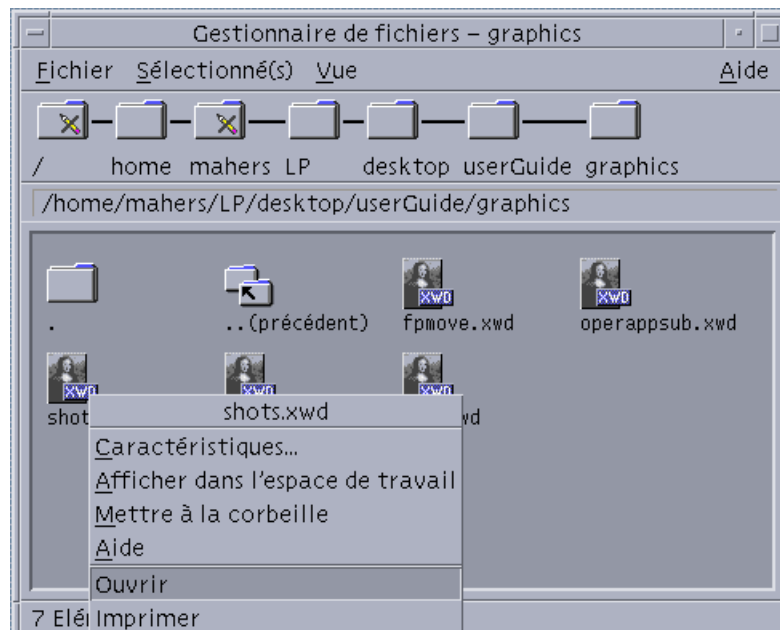 Gestionnaire de fichiers – graphics
Fichier Sélectionné(s) Vue Aide
/ home mahers LP desktop userGuide graphics
/home/mahers/LP/desktop/userGuide/graphics
XWD XWD
. ..(précédent) fpmove.xwd operappsub.xwd
XWD XWD XWD
shots.xwd
Caractéristiques...
Afficher dans l'espace de travail
Mettre à la corbeille
Aide
Ouvrir
7 Imprimer